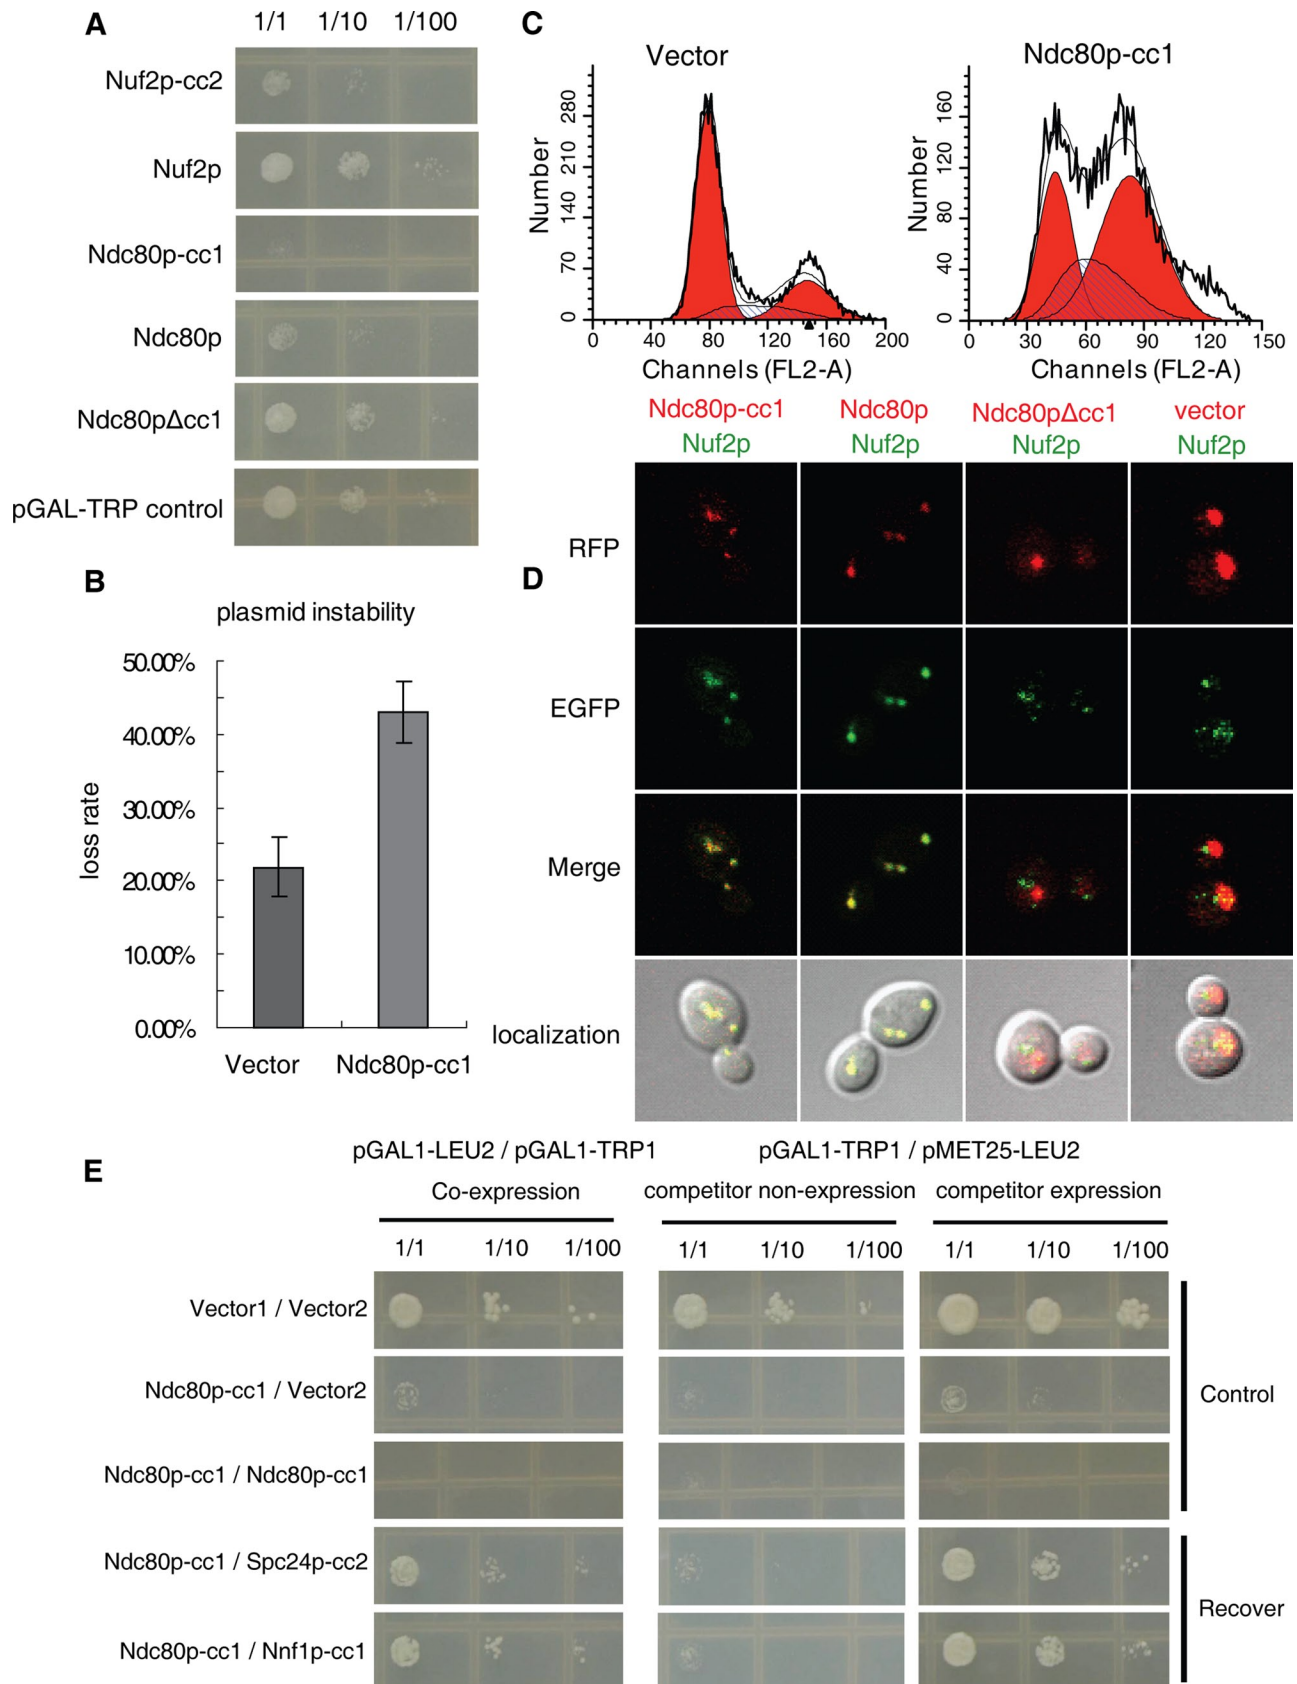 A
1/1 1/10 1/100
Nuf2p-cc2
Nuf2p
Ndc80p-cc1
Ndc80p
Ndc80pΔcc1
pGAL-TRP control
B
plasmid instability
loss rate
50.00%
40.00%
30.00%
20.00%
10.00%
0.00%
Vector Ndc80p-cc1
C
Vector
Number
280
210
140
70
0
0 40 80 120 160 200
Channels (FL2-A)
Ndc80p-cc1
Number
160
120
80
40
0
0 30 60 90 120 150
Channels (FL2-A)
D
Ndc80p-cc1 Ndc80p Ndc80pΔcc1 vector
Nuf2p Nuf2p Nuf2p Nuf2p
RFP
EGFP
Merge
localization
E
pGAL1-LEU2 / pGAL1-TRP1 pGAL1-TRP1 / pMET25-LEU2
Co-expression competitor non-expression competitor expression
1/1 1/10 1/100 1/1 1/10 1/100 1/1 1/10 1/100
Vector1 / Vector2
Ndc80p-cc1 / Vector2
Ndc80p-cc1 / Ndc80p-cc1
Ndc80p-cc1 / Spc24p-cc2
Ndc80p-cc1 / Nnf1p-cc1
Control
Recover